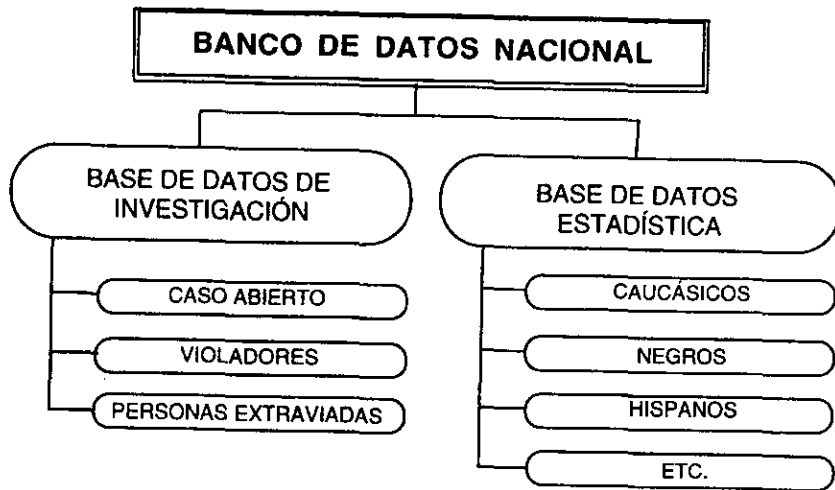 BANCO DE DATOS NACIONAL
BASE DE DATOS DE
INVESTIGACIÓN
CASO ABIERTO
VIOLADORES
PERSONAS EXTRAVIADAS
BASE DE DATOS
ESTADÍSTICA
CAUCÁSICOS
NEGROS
HISPANOS
ETC.